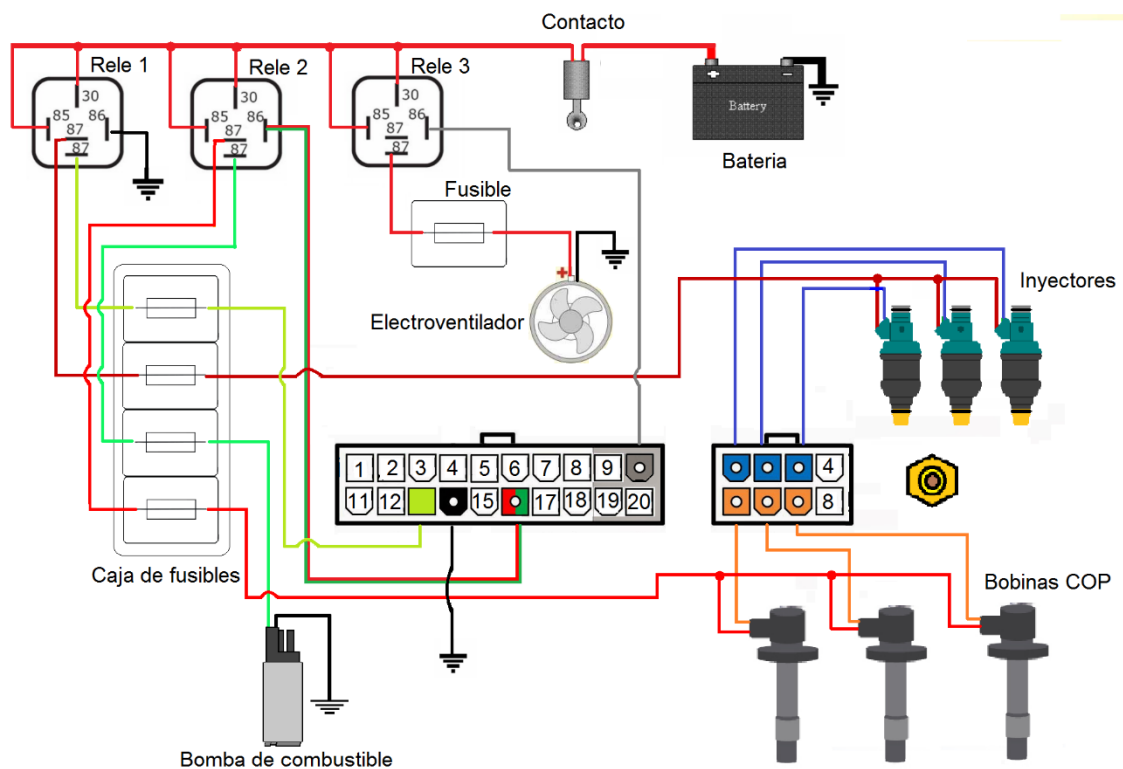 Contacto
Rele 1
Rele 2
Rele 3
30
85
86
87
87
30
85
86
87
87
30
85
86
87
87
+
-
Battery
Bateria
Fusible
+
Electroventilador
Inyectores
1 2 3 4 5 6 7 8 9
11 12 15 17 18 19 20
4
8
Caja de fusibles
Bobinas COP
Bomba de combustible